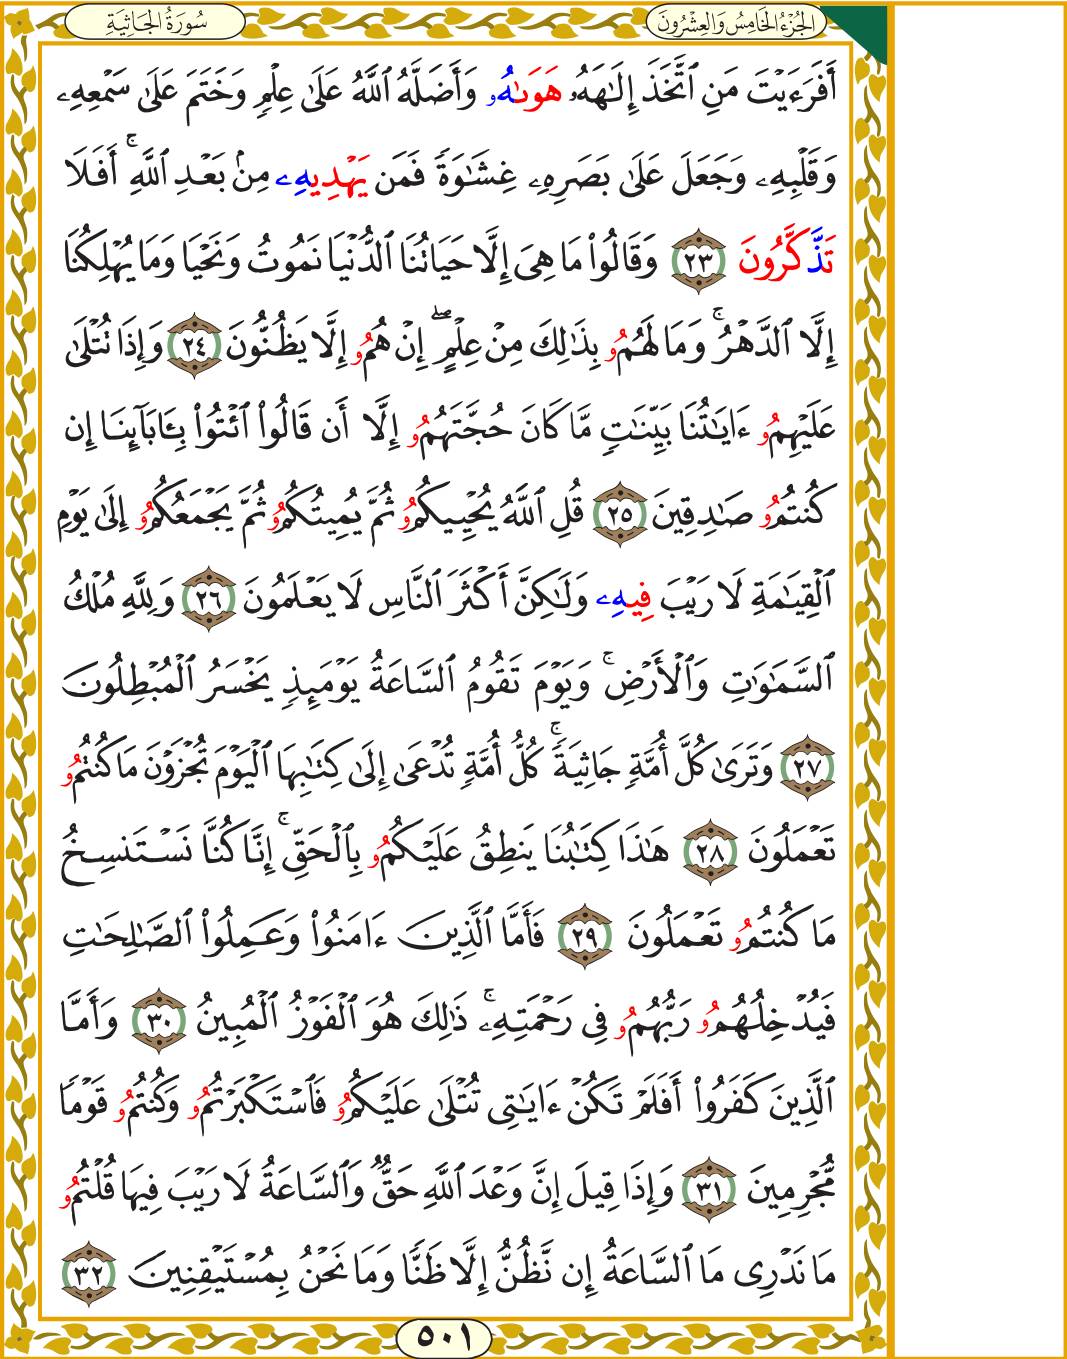 سُورَةُ الجَاثِيَةِ
الجُزْءُ الخَامِسُ وَالعِشْرُونَ
أَفَرَءَيْتَ مَنِ ٱتَّخَذَ إِلَٰهَهُۥ هَوَىٰهُۥ وَأَضَلَّهُ ٱللَّهُ عَلَىٰ عِلْمٖ وَخَتَمَ عَلَىٰ سَمْعِهِۦ
وَقَلْبِهِۦ وَجَعَلَ عَلَىٰ بَصَرِهِۦ غِشَٰوَةٗ فَمَن يَهْدِيهِۦ مِنۢ بَعْدِ ٱللَّهِۚ أَفَلَا
تَذَّكَّرُونَ ٢٣ وَقَالُوا۟ مَا هِىَ إِلَّا حَيَاتُنَا ٱلدُّنْيَا نَمُوتُ وَنَحْيَا وَمَا يُهْلِكُنَا
إِلَّا ٱلدَّهْرُۚ وَمَا لَهُمُۥ بِذَٰلِكَ مِنْ عِلْمٍۖ إِنْ هُمُۥ إِلَّا يَظُنُّونَ ٢٤ وَإِذَا تُتْلَىٰ
عَلَيْهِمُۥ ءَايَٰتُنَا بَيِّنَٰتٖ مَّا كَانَ حُجَّتَهُمُۥ إِلَّا أَن قَالُوا۟ ٱئْتُوا۟ بِـَٔابَآئِنَا إِن
كُنتُمُۥ صَٰدِقِينَ ٢٥ قُلِ ٱللَّهُ يُحْيِيكُمُۥ ثُمَّ يُمِيتُكُمُۥ ثُمَّ يَجْمَعُكُمُۥ إِلَىٰ يَوْمِ
ٱلْقِيَٰمَةِ لَا رَيْبَ فِيهِۦ وَلَٰكِنَّ أَكْثَرَ ٱلنَّاسِ لَا يَعْلَمُونَ ٢٦ وَلِلَّهِ مُلْكُ
ٱلسَّمَٰوَٰتِ وَٱلْأَرْضِۚ وَيَوْمَ تَقُومُ ٱلسَّاعَةُ يَوْمَئِذٖ يَخْسَرُ ٱلْمُبْطِلُونَ
٢٧ وَتَرَىٰ كُلَّ أُمَّةٖ جَاثِيَةٗۚ كُلُّ أُمَّةٖ تُدْعَىٰ إِلَىٰ كِتَٰبِهَا ٱلْيَوْمَ تُجْزَوْنَ مَا كُنتُمُۥ
تَعْمَلُونَ ٢٨ هَٰذَا كِتَٰبُنَا يَنطِقُ عَلَيْكُمُۥ بِٱلْحَقِّۚ إِنَّا كُنَّا نَسْتَنسِخُ
مَا كُنتُمُۥ تَعْمَلُونَ ٢٩ فَأَمَّا ٱلَّذِينَ ءَامَنُوا۟ وَعَمِلُوا۟ ٱلصَّٰلِحَٰتِ
فَيُدْخِلُهُمُۥ رَبُّهُمُۥ فِى رَحْمَتِهِۦۚ ذَٰلِكَ هُوَ ٱلْفَوْزُ ٱلْمُبِينُ ٣٠ وَأَمَّا
ٱلَّذِينَ كَفَرُوا۟ أَفَلَمْ تَكُنْ ءَايَٰتِى تُتْلَىٰ عَلَيْكُمُۥ فَٱسْتَكْبَرْتُمُۥ وَكُنتُمُۥ قَوْمٗا
مُّجْرِمِينَ ٣١ وَإِذَا قِيلَ إِنَّ وَعْدَ ٱللَّهِ حَقّٞ وَٱلسَّاعَةُ لَا رَيْبَ فِيهَا قُلْتُمُۥ
مَا نَدْرِى مَا ٱلسَّاعَةُ إِن نَّظُنُّ إِلَّا ظَنّٗا وَمَا نَحْنُ بِمُسْتَيْقِنِينَ ٣٢
٥٠١